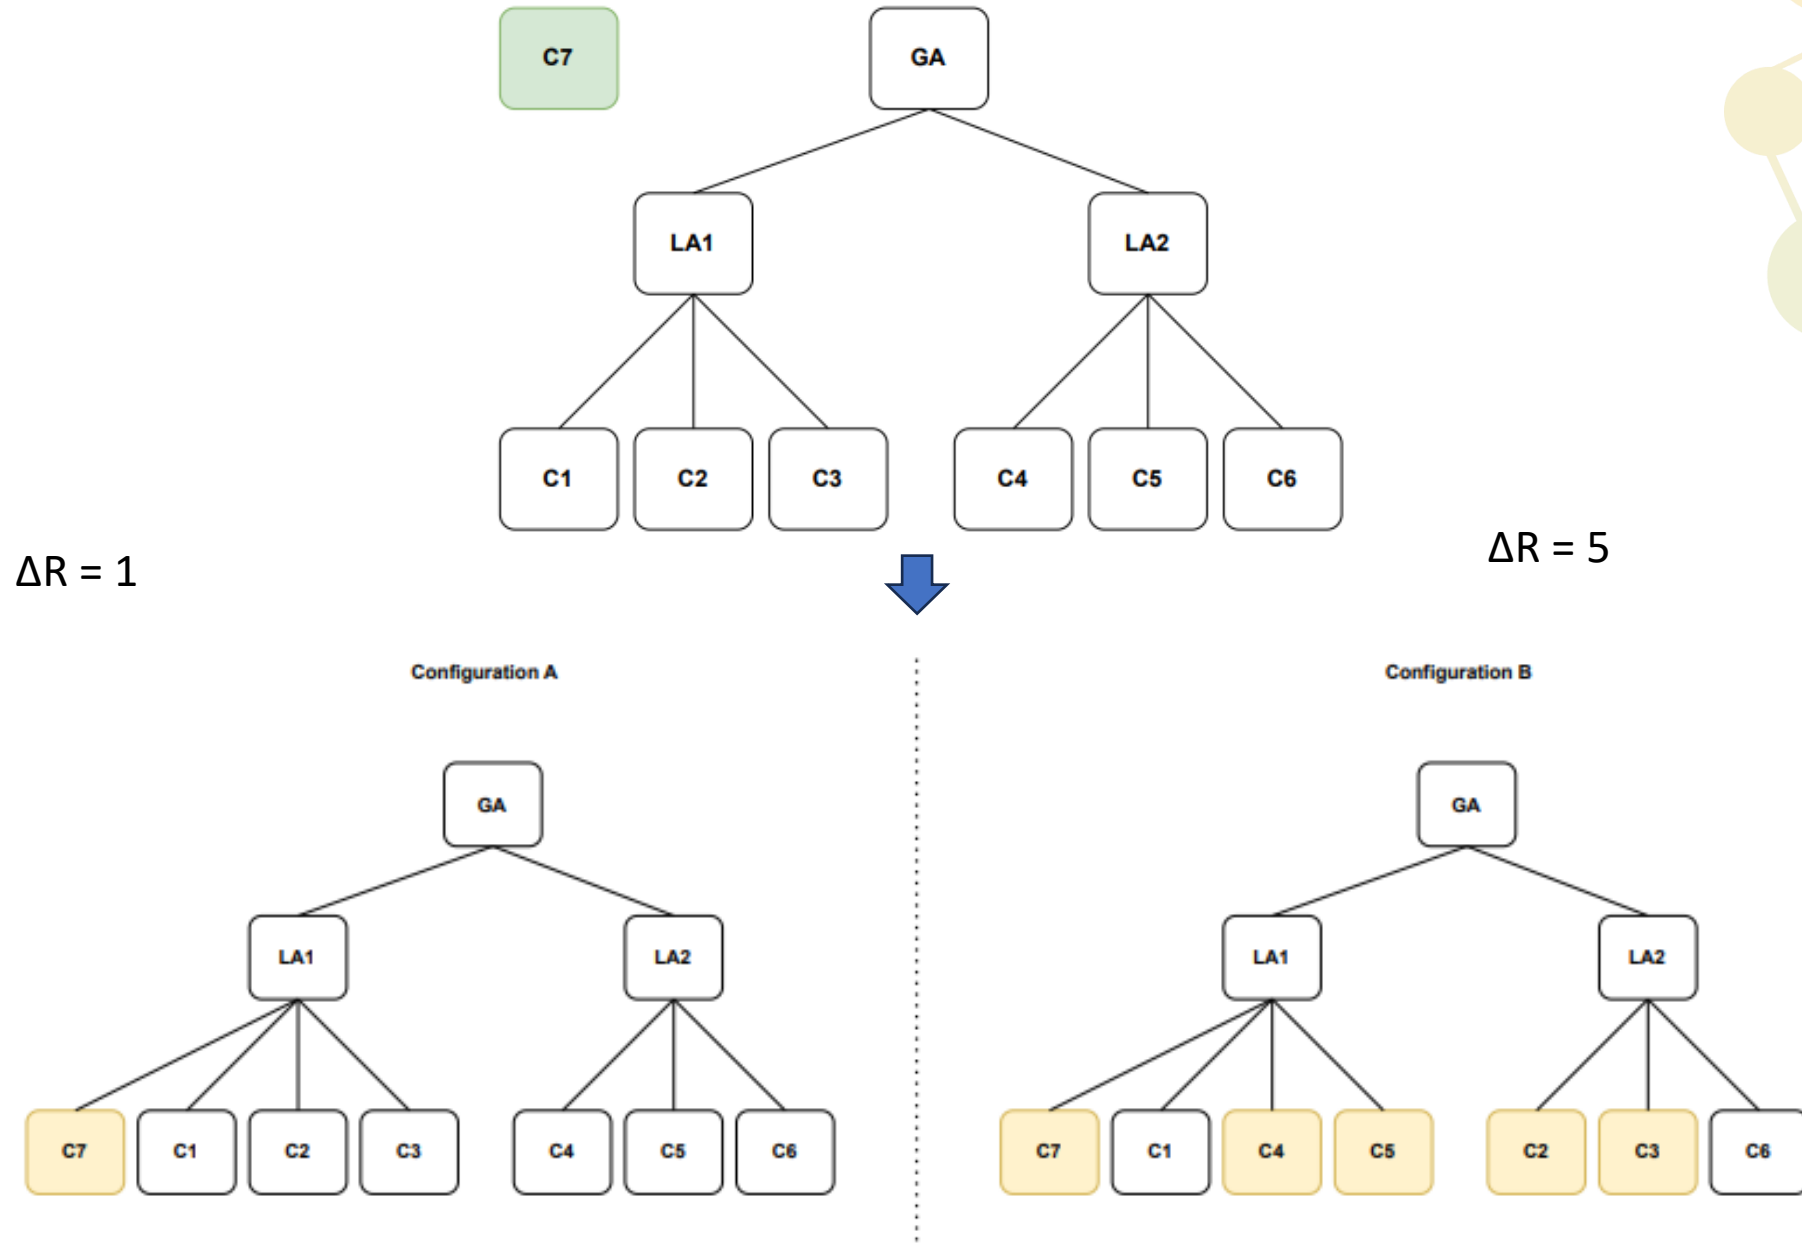 C7
GA
LA1
LA2
C1
C2
C3
C4
C5
C6
ΔR = 1
ΔR = 5
Configuration A
Configuration B
GA
LA1
LA2
C7
C1
C2
C3
C4
C5
C6
GA
LA1
LA2
C7
C1
C4
C5
C2
C3
C6